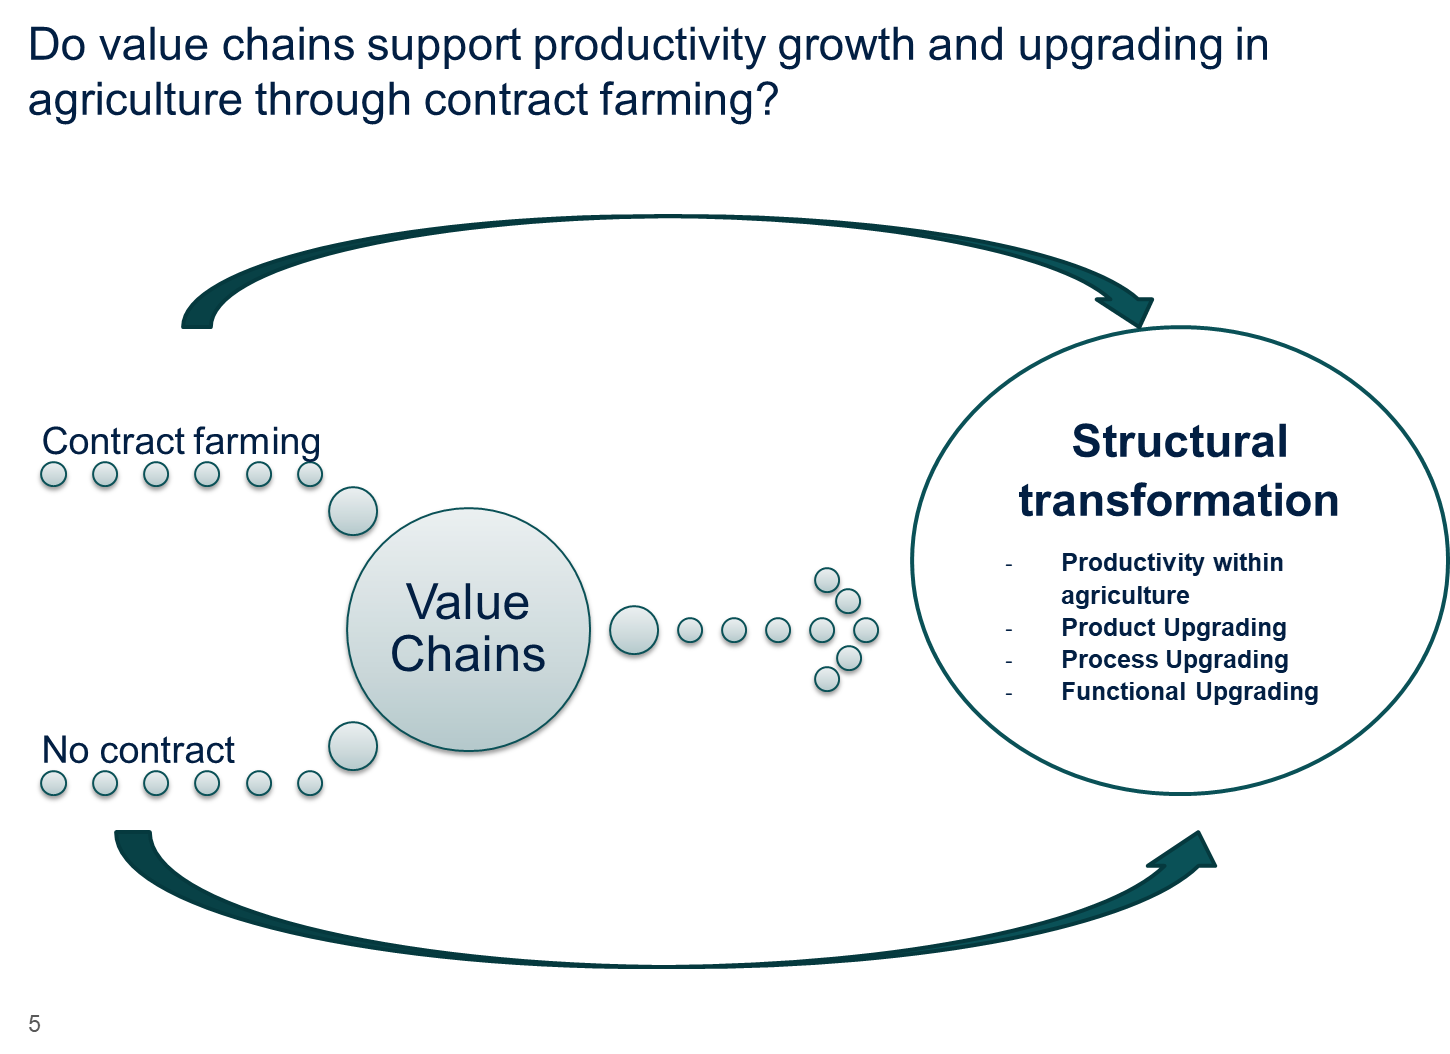 Do value chains support productivity growth and upgrading in
agriculture through contract farming?
Contract farming
No contract
Value
Chains
Structural
transformation
- Productivity within
agriculture
- Product Upgrading
- Process Upgrading
- Functional Upgrading
5